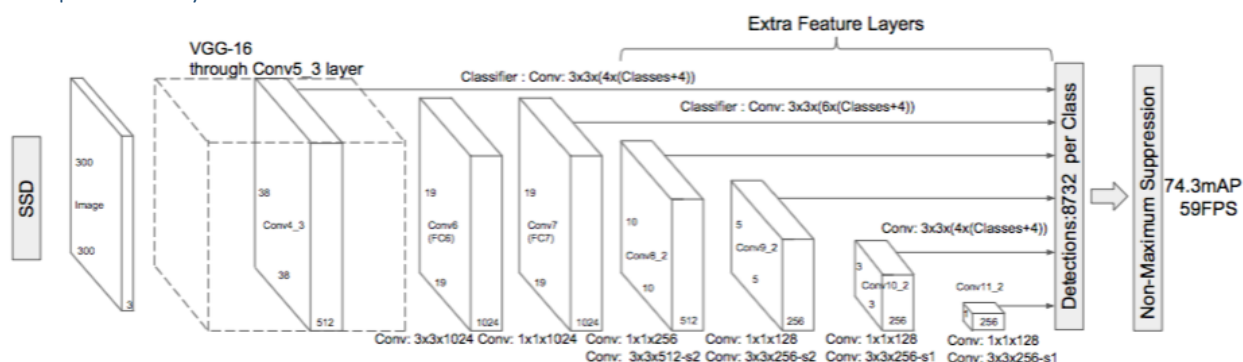 Extra Feature Layers
VGG-16
through Conv5_3 layer
Classifier : Conv: 3x3x(4x(Classes+4))
Classifier : Conv: 3x3x(6x(Classes+4))
SSD
300
Image
300
3
38
Conv4_3
38
512
19
Conv6
(FC6)
19
1024
19
Conv7
(FC7)
19
1024
10
Conv8_2
10
512
5
Conv9_2
5
256
Conv: 3x3x(4x(Classes+4))
3
Conv10_2
3
256
Conv11_2
256
Detections:8732 per Class
Non-Maximum Suppression
74.3mAP
59FPS
Conv: 3x3x1024
Conv: 1x1x1024
Conv: 1x1x256
Conv: 3x3x512-s2
Conv: 1x1x128
Conv: 3x3x256-s2
Conv: 1x1x128
Conv: 3x3x256-s1
Conv: 1x1x128
Conv: 3x3x256-s1